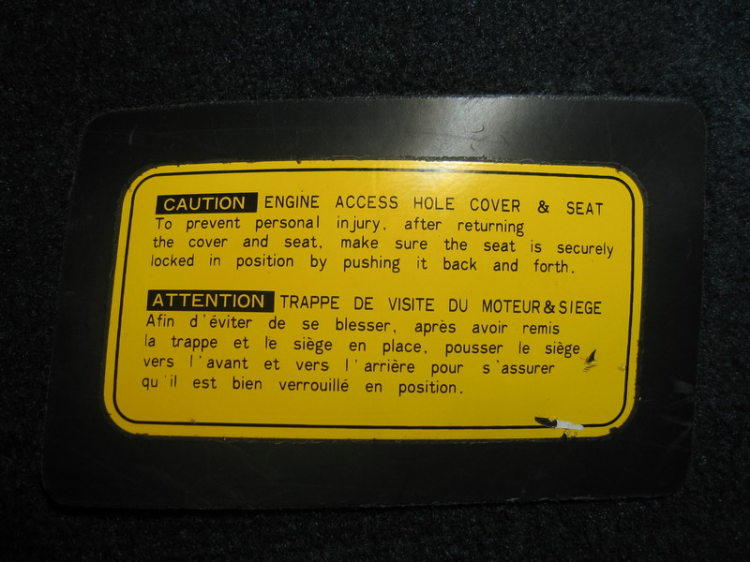 CAUTION ENGINE ACCESS HOLE COVER & SEAT
To prevent personal injury, after returning
the cover and seat, make sure the seat is securely
locked in position by pushing it back and forth.
ATTENTION TRAPPE DE VISITE DU MOTEUR & SIEGE
Afin d'éviter de se blesser, après avoir remis
la trappe et le siège en place, pousser le siège
vers l'avant et vers l'arrière pour s'assurer
qu'il est bien verrouillé en position.